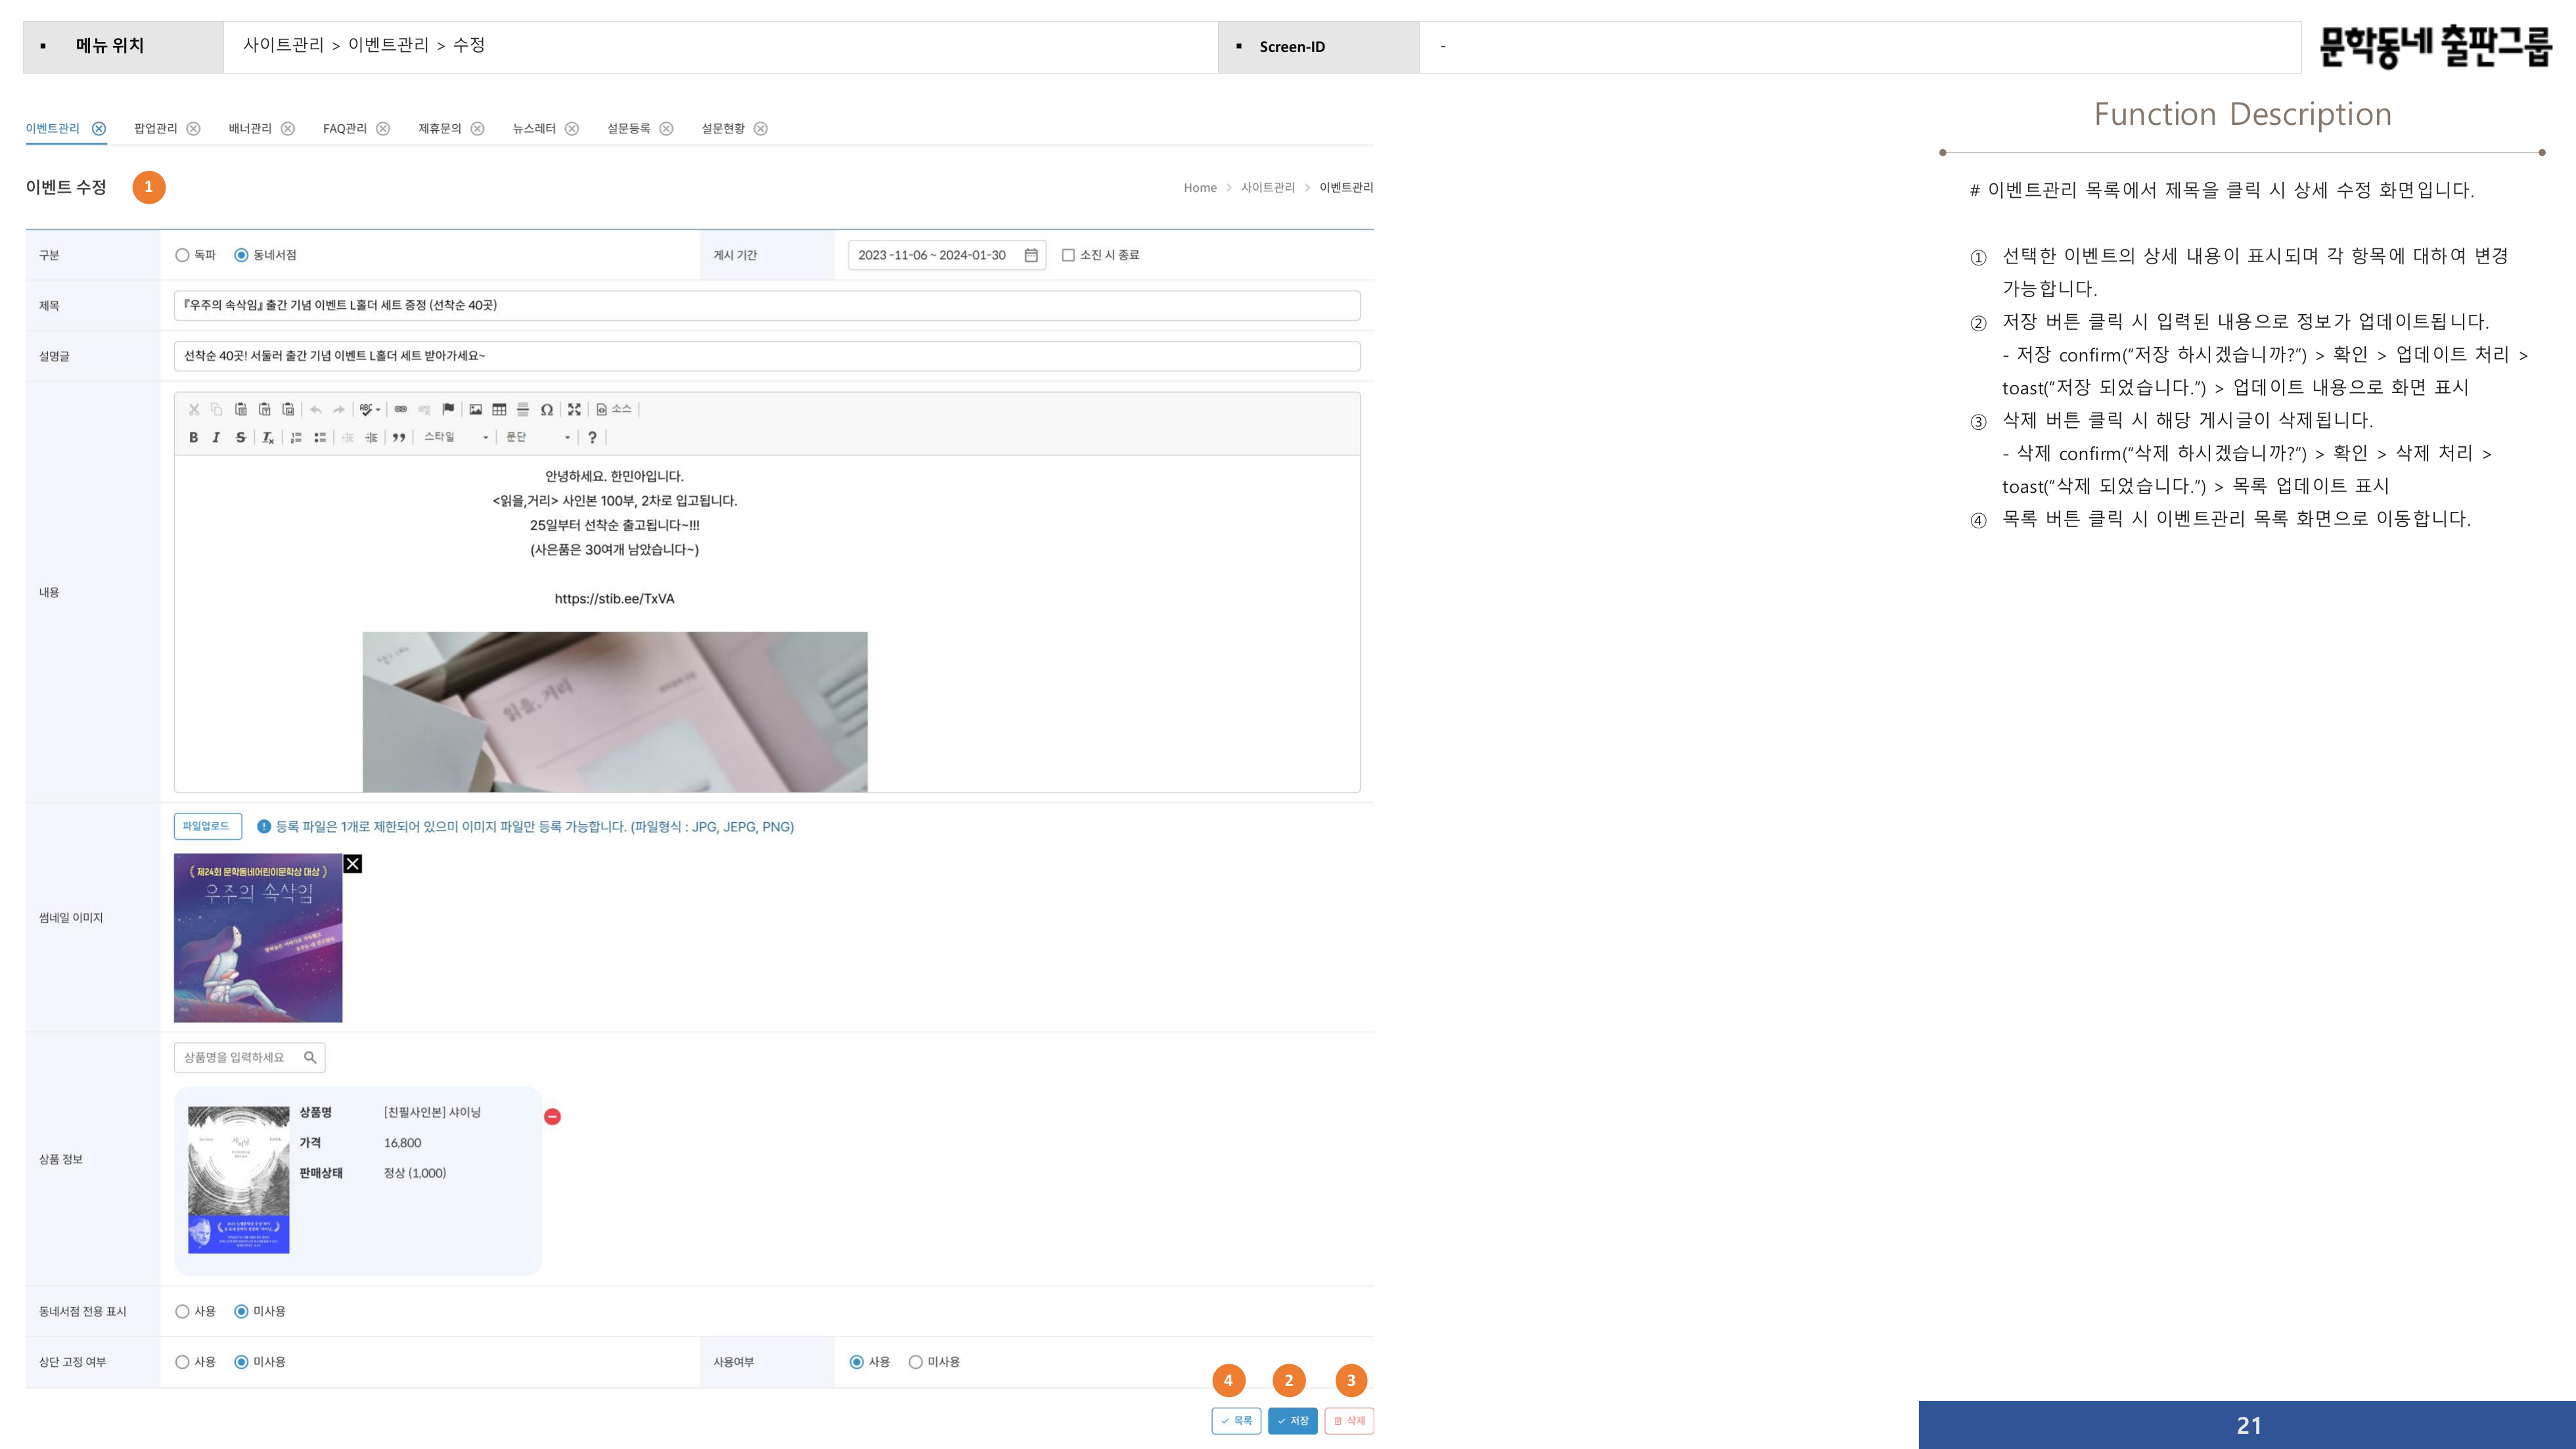 ▪ 메뉴 위치
사이트관리 > 이벤트관리 > 수정
▪ Screen-ID
-
문학동네 출판그룹
이벤트관리 팝업관리 배너관리 FAQ관리 제휴문의 뉴스레터 설문등록 설문현황
이벤트 수정 1
Home > 사이트관리 > 이벤트관리
구분 독파 동네서점 게시 기간 2023 -11-06 ~ 2024-01-30 소진 시 종료
제목 『우주의 속삭임』 출간 기념 이벤트 L홀더 세트 증정 (선착순 40곳)
설명글 선착순 40곳! 서둘러 출간 기념 이벤트 L홀더 세트 받아가세요~
내용
소스
B I S Tx 스타일 문단 ?
안녕하세요. 한민아입니다.
<읽을,거리> 사인본 100부, 2차로 입고됩니다.
25일부터 선착순 출고됩니다~!!!
(사은품은 30여개 남았습니다~)
https://stib.ee/TxVA
읽을, 거리
썸네일 이미지
파일업로드 등록 파일은 1개로 제한되어 있으미 이미지 파일만 등록 가능합니다. (파일형식 : JPG, JEPG, PNG)
제24회 문학동네어린이문학상 대상
우주의 속삭임
상품 정보
상품명을 입력하세요
샤이닝
상품명 [친필사인본] 샤이닝
가격 16,800
판매상태 정상 (1,000)
동네서점 전용 표시 사용 미사용
상단 고정 여부 사용 미사용 사용여부 사용 미사용
4 2 3
목록 저장 삭제
Function Description
# 이벤트관리 목록에서 제목을 클릭 시 상세 수정 화면입니다.
① 선택한 이벤트의 상세 내용이 표시되며 각 항목에 대하여 변경
가능합니다.
② 저장 버튼 클릭 시 입력된 내용으로 정보가 업데이트됩니다.
- 저장 confirm(“저장 하시겠습니까?”) > 확인 > 업데이트 처리 >
toast(“저장 되었습니다.”) > 업데이트 내용으로 화면 표시
③ 삭제 버튼 클릭 시 해당 게시글이 삭제됩니다.
- 삭제 confirm(“삭제 하시겠습니까?”) > 확인 > 삭제 처리 >
toast(“삭제 되었습니다.”) > 목록 업데이트 표시
④ 목록 버튼 클릭 시 이벤트관리 목록 화면으로 이동합니다.
21